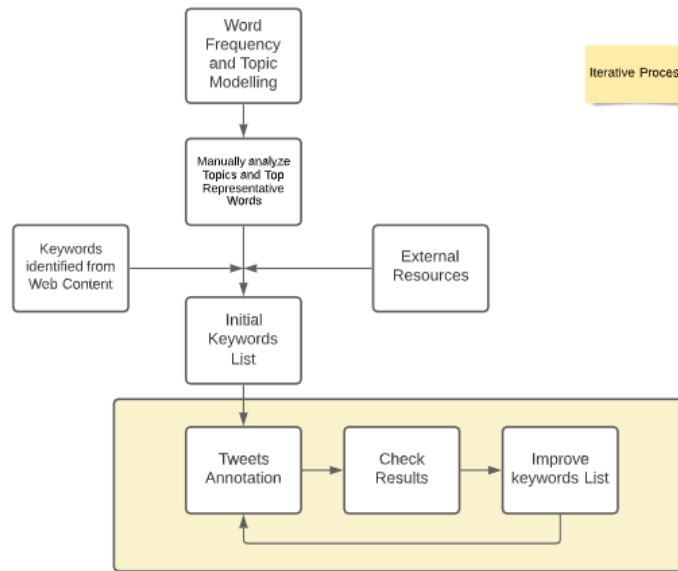 Word
Frequency
and Topic
Modelling
Iterative Proces
Manually analyze
Topics and Top
Representative
Words
Keywords
identified from
Web Content
External
Resources
Initial
Keywords
List
Tweets
Annotation
Check
Results
Improve
keywords List